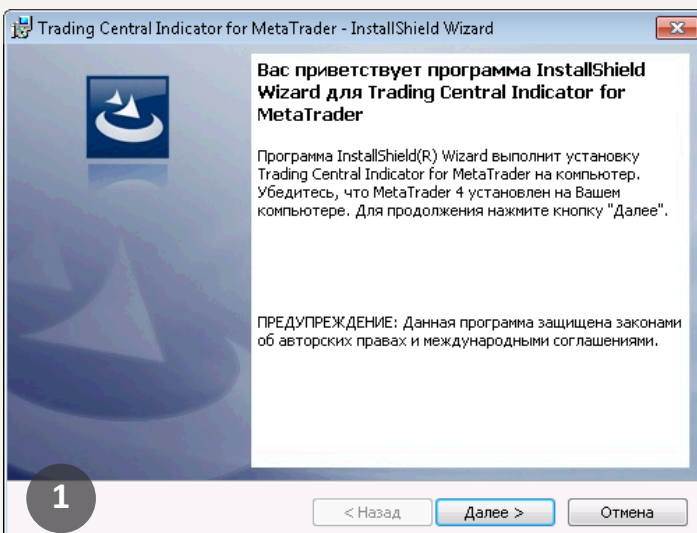 Trading Central Indicator for MetaTrader - InstallShield Wizard
Вас приветствует программа InstallShield
Wizard для Trading Central Indicator for
MetaTrader
Программа InstallShield(R) Wizard выполнит установку
Trading Central Indicator for MetaTrader на компьютер.
Убедитесь, что MetaTrader 4 установлен на Вашем
компьютере. Для продолжения нажмите кнопку "Далее".
ПРЕДУПРЕЖДЕНИЕ: Данная программа защищена законами
об авторских правах и международными соглашениями.
1
< Назад Далее > Отмена